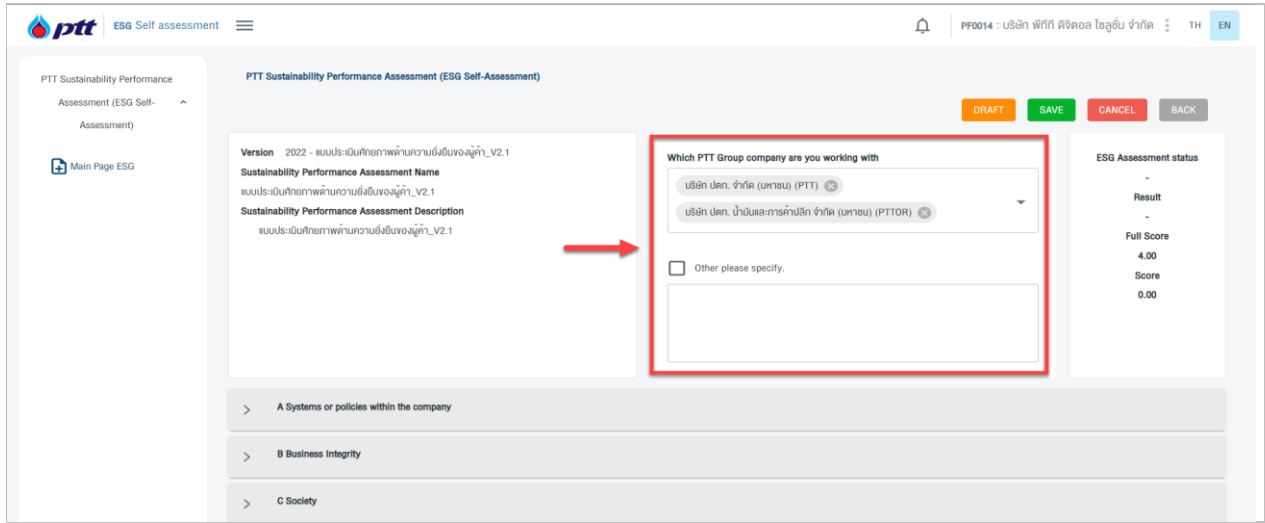 ptt ESG Self assessment
PF0014 : บริษัท พีทีที ดิจิตอล โซลูชั่น จำกัด
TH
EN
PTT Sustainability Performance
Assessment (ESG Self-
Assessment)
Main Page ESG
PTT Sustainability Performance Assessment (ESG Self-Assessment)
DRAFT
SAVE
CANCEL
BACK
Version 2022 - แบบประเมินศักยภาพด้านความยั่งยืนของผู้ค้า_V2.1
Sustainability Performance Assessment Name
แบบประเมินศักยภาพด้านความยั่งยืนของผู้ค้า_V2.1
Sustainability Performance Assessment Description
แบบประเมินศักยภาพด้านความยั่งยืนของผู้ค้า_V2.1
Which PTT Group company are you working with
บริษัท ปตท. จำกัด (มหาชน) (PTT)
บริษัท ปตท. น้ำมันและการค้าปลีก จำกัด (มหาชน) (PTTOR)
Other please specify.
ESG Assessment status
-
Result
-
Full Score
4.00
Score
0.00
A Systems or policies within the company
B Business Integrity
C Society